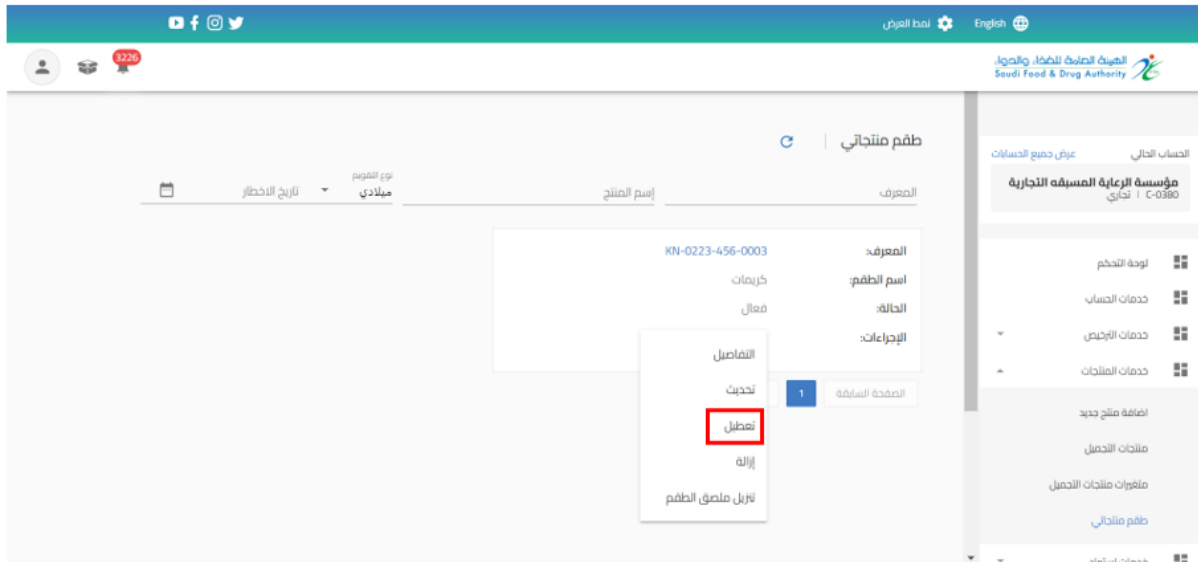 English
نمط العرض
الهيئة العامة للغذاء والدواء
Saudi Food & Drug Authority
3226
الحساب الحالي
عرض جميع الحسابات
مؤسسة الرعاية المسبقه التجارية
C-0380 | تجاري
لوحة التحكم
خدمات الحساب
خدمات الترخيص
خدمات المنتجات
اضافة منتج جديد
منتجات التجميل
متغيرات منتجات التجميل
طقم منتجاتي
طقم منتجاتي
المعرف
إسم المنتج
نوع التقويم
ميلادي
تاريخ الاخطار
المعرف:
KN-0223-456-0003
اسم الطقم:
كريمات
الحالة:
فعال
الإجراءات:
التفاصيل
تحديث
تعطيل
إزالة
تنزيل ملصق الطقم
الصفحة السابقة
1